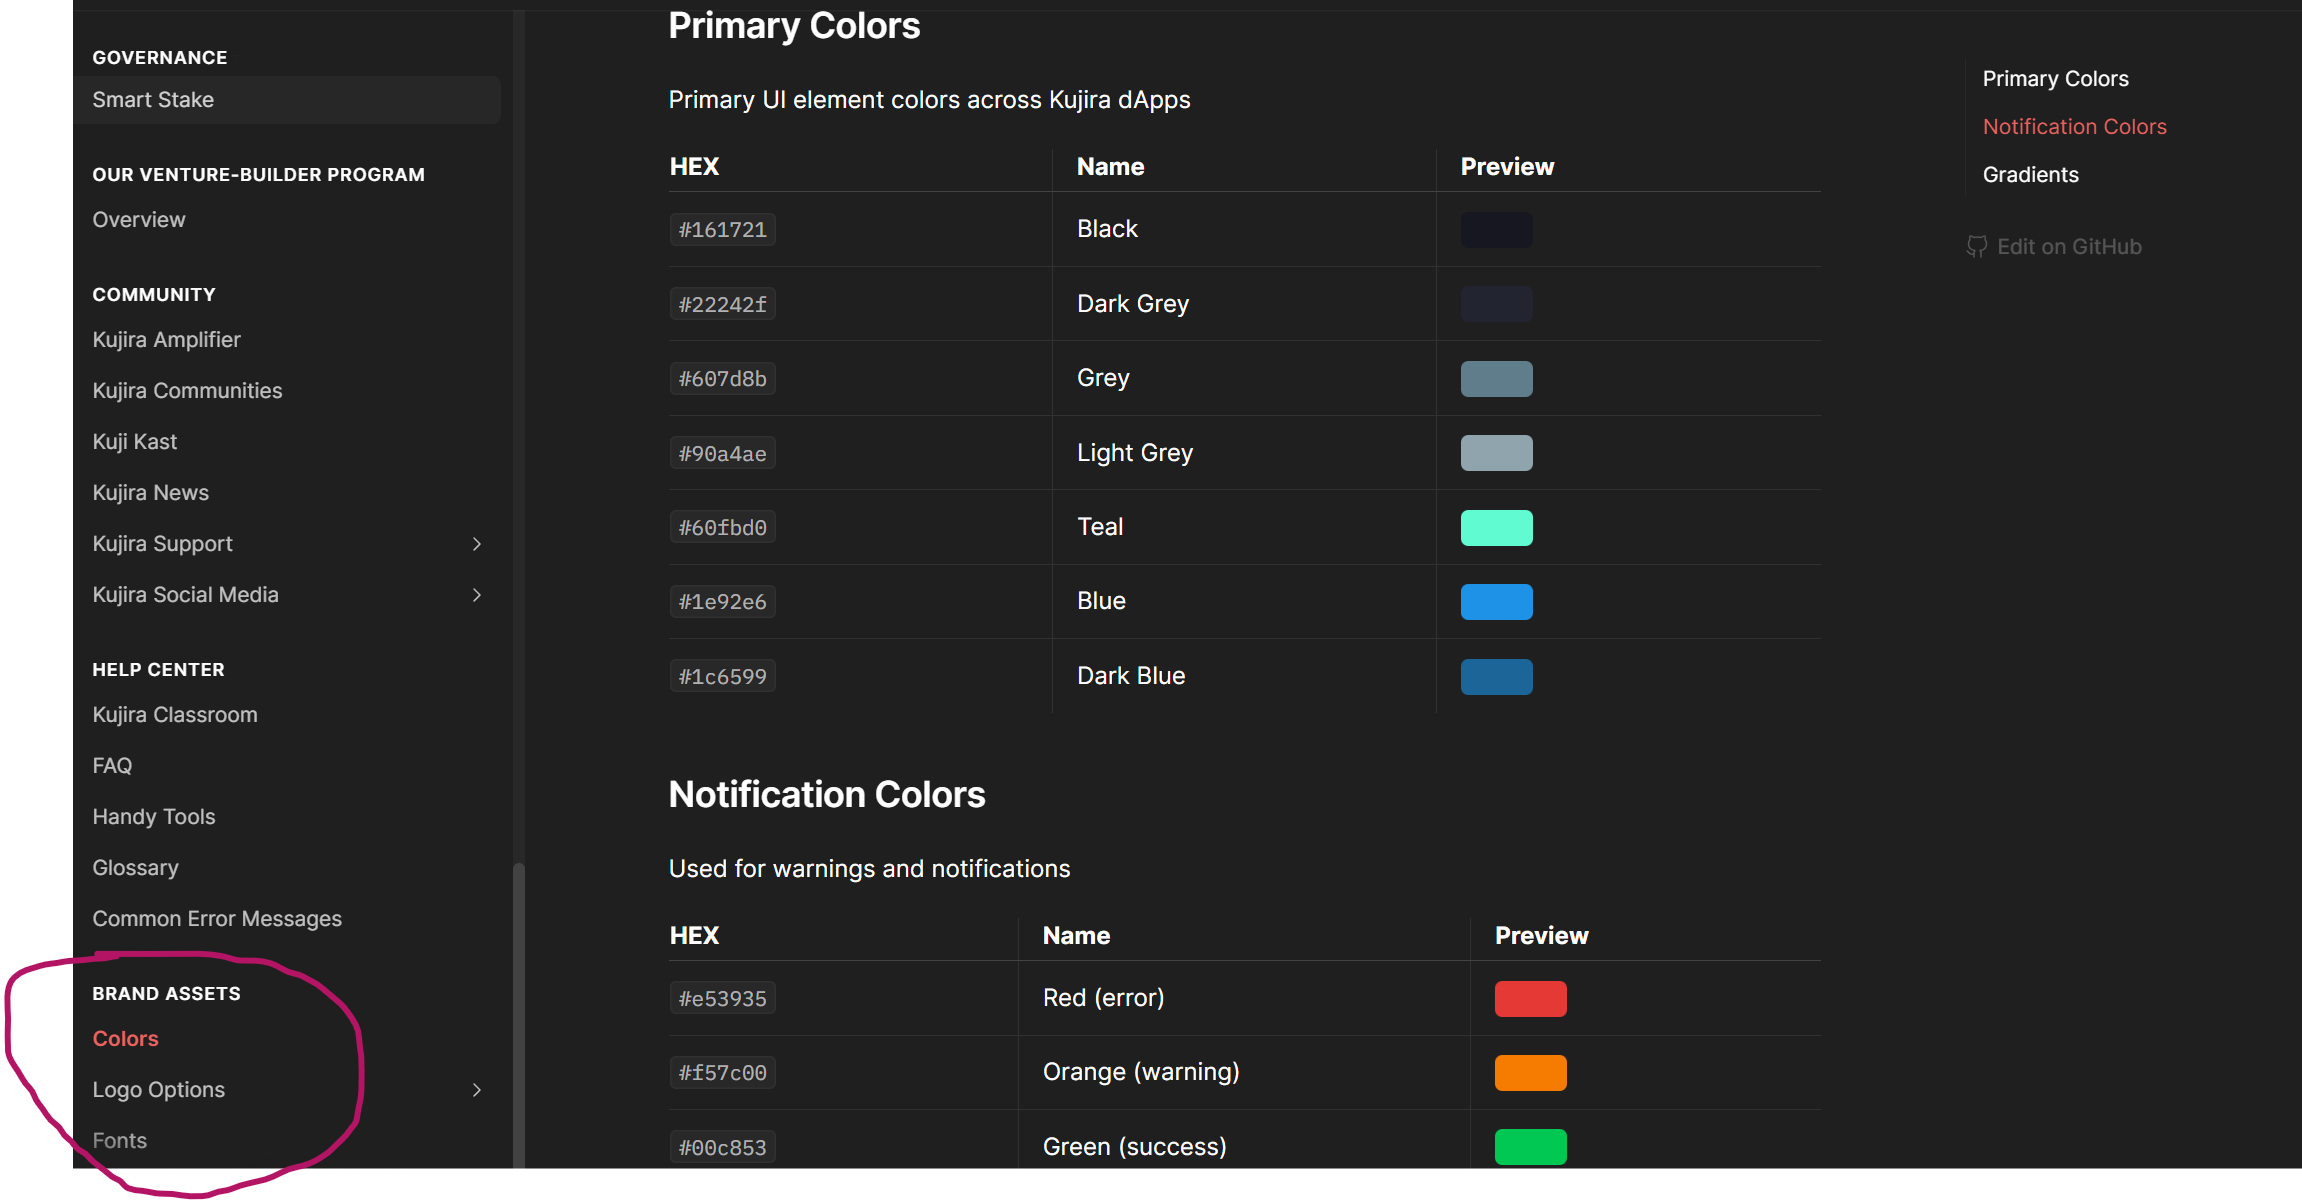 GOVERNANCE
Smart Stake
OUR VENTURE-BUILDER PROGRAM
Overview
COMMUNITY
Kujira Amplifier
Kujira Communities
Kuji Kast
Kujira News
Kujira Support
Kujira Social Media
HELP CENTER
Kujira Classroom
FAQ
Handy Tools
Glossary
Common Error Messages
BRAND ASSETS
Colors
Logo Options
Fonts
Primary Colors
Primary UI element colors across Kujira dApps
HEX Name Preview
#161721 Black
#22242f Dark Grey
#607d8b Grey
#90a4ae Light Grey
#60fbd0 Teal
#1e92e6 Blue
#1c6599 Dark Blue
Notification Colors
Used for warnings and notifications
HEX Name Preview
#e53935 Red (error)
#f57c00 Orange (warning)
#00c853 Green (success)
Primary Colors
Notification Colors
Gradients
Edit on GitHub